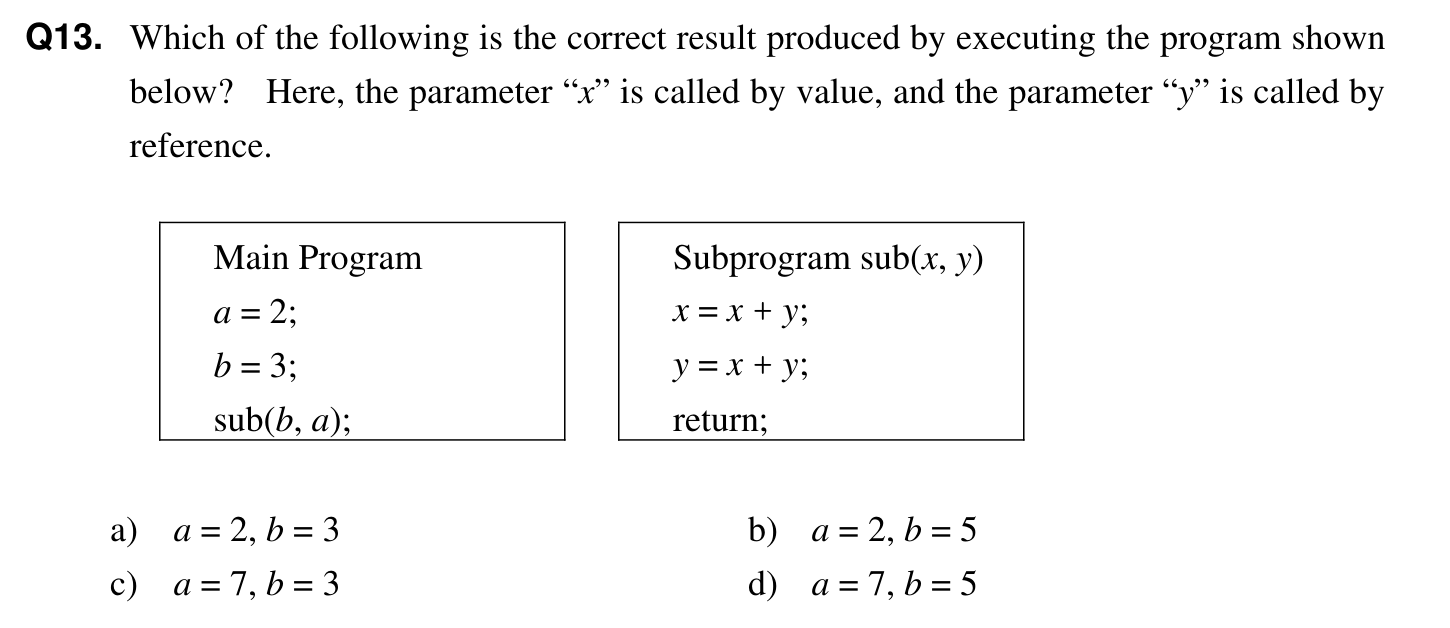 Q13. Which of the following is the correct result produced by executing the program shown
below? Here, the parameter “x” is called by value, and the parameter “y” is called by
reference.
Main Program
a = 2;
b = 3;
sub(b, a);
Subprogram sub(x, y)
x = x + y;
y = x + y;
return;
a) a = 2, b = 3
b) a = 2, b = 5
c) a = 7, b = 3
d) a = 7, b = 5